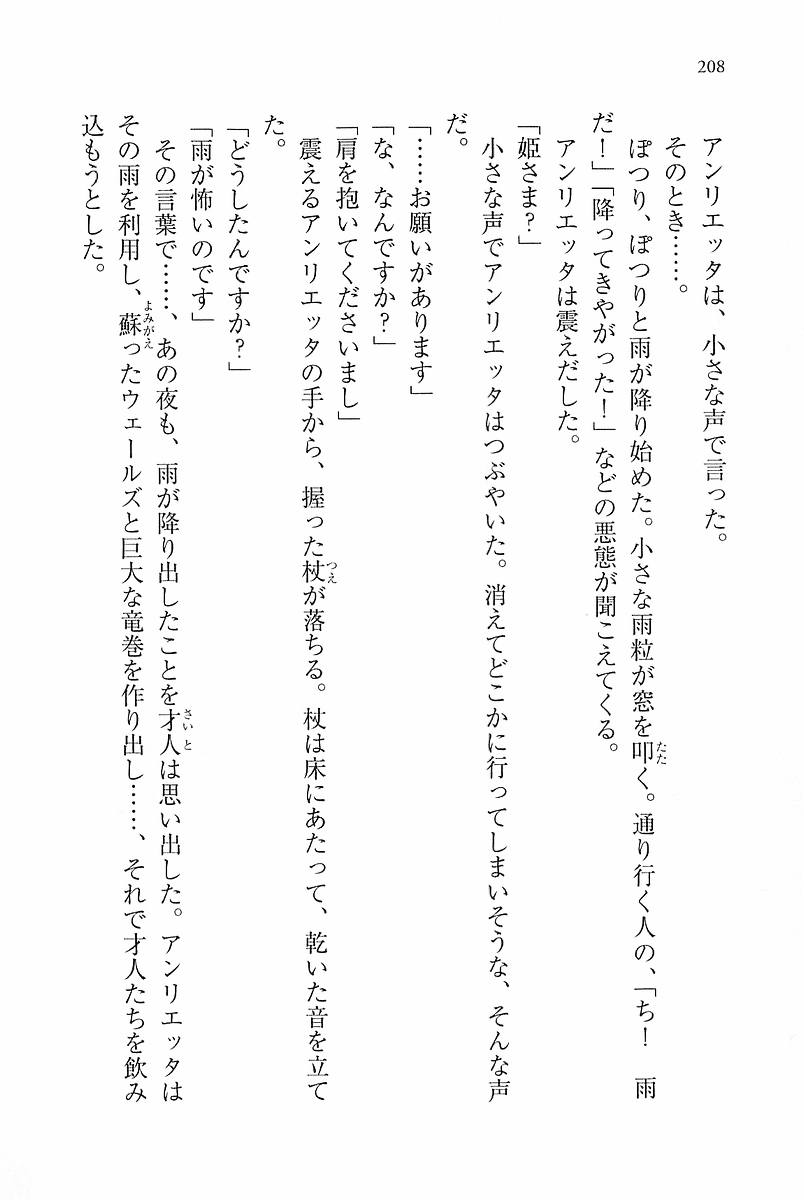 208
アンリエッタは、小さな声で言った。
そのとき……。
ぽつり、ぽつりと雨が降り始めた。小さな雨粒が窓を叩く。通り行く人の、「ち！　雨
だ！」「降ってきやがった！」などの悪態が聞こえてくる。
アンリエッタは震えだした。
「姫さま？」
小さな声でアンリエッタはつぶやいた。消えてどこかに行ってしまいそうな、そんな声
だ。
「……お願いがあります」
「な、なんですか？」
「肩を抱いてくださいまし」
震えるアンリエッタの手から、握った杖が落ちる。杖は床にあたって、乾いた音を立て
た。
「どうしたんですか？」
「雨が怖いのです」
その言葉で……、あの夜も、雨が降り出したことを才人は思い出した。アンリエッタは
その雨を利用し、蘇ったウェールズと巨大な竜巻を作り出し……、それで才人たちを飲み
込もうとした。